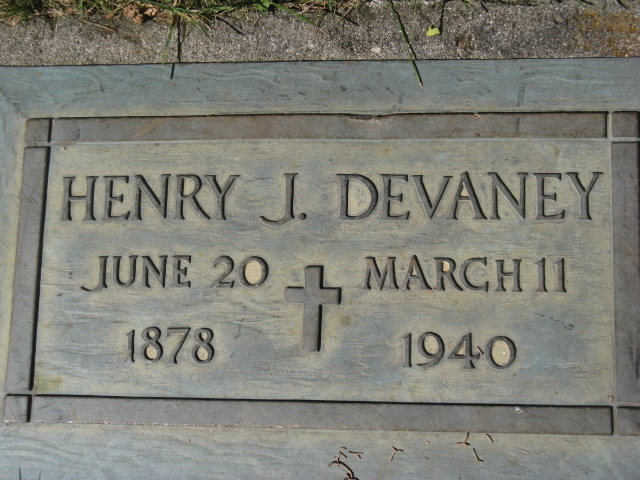 HENRY J. DEVANEY
JUNE 20 MARCH 11
1878 1940